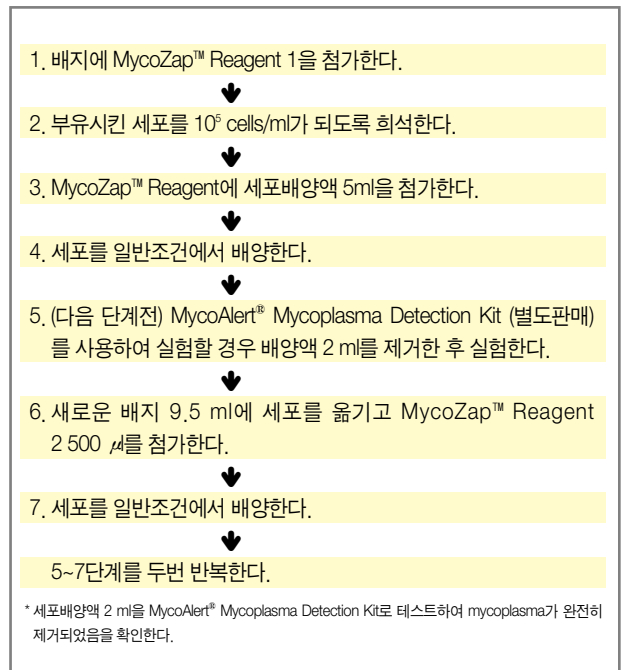 1. 배지에 MycoZap™ Reagent 1을 첨가한다.
2. 부유시킨 세포를 10⁵ cells/ml가 되도록 희석한다.
3. MycoZap™ Reagent에 세포배양액 5ml을 첨가한다.
4. 세포를 일반조건에서 배양한다.
5. (다음 단계전) MycoAlert® Mycoplasma Detection Kit (별도판매)
를 사용하여 실험할 경우 배양액 2 ml를 제거한 후 실험한다.
6. 새로운 배지 9.5 ml에 세포를 옮기고 MycoZap™ Reagent
2 500 ㎕를 첨가한다.
7. 세포를 일반조건에서 배양한다.
5~7단계를 두번 반복한다.
* 세포배양액 2 ml을 MycoAlert® Mycoplasma Detection Kit로 테스트하여 mycoplasma가 완전히
제거되었음을 확인한다.